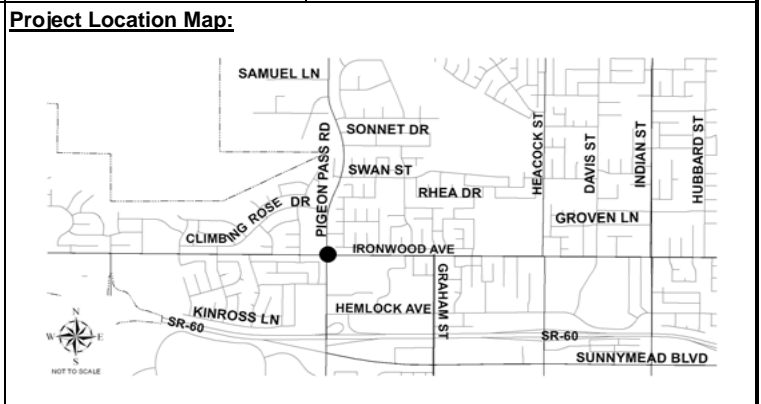 Project Location Map:
SAMUEL LN
PIGEON PASS RD
SONNET DR
SWAN ST
RHEA DR
HEACOCK ST
DAVIS ST
INDIAN ST
HUBBARD ST
GROVEN LN
CLIMBING ROSE DR
IRONWOOD AVE
KINROSS LN
HEMLOCK AVE
GRAHAM ST
SR-60
SR-60
SUNNYMEAD BLVD
N
W E
S
NOT TO SCALE